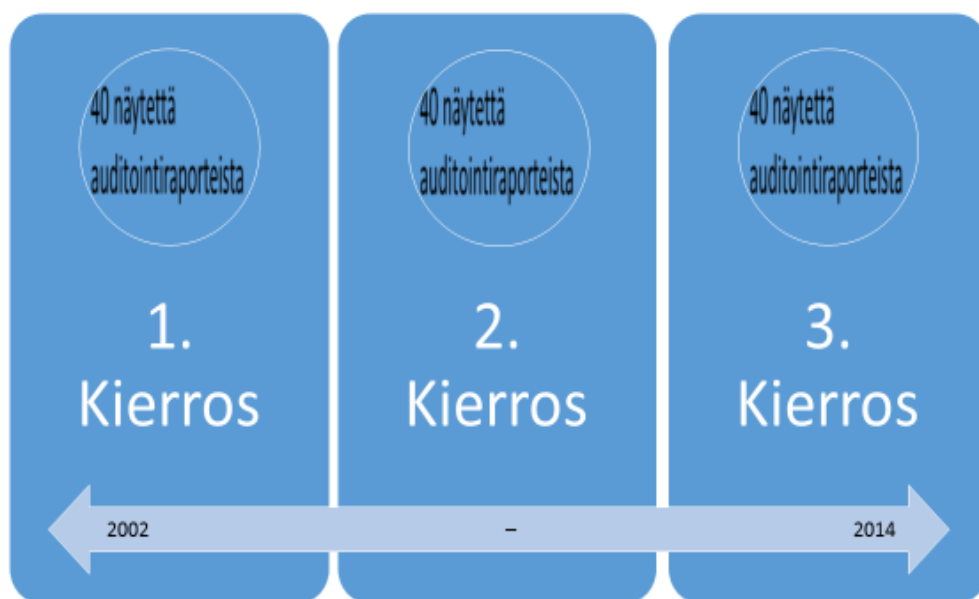 40 näytettä
auditointiraporteista
1.
Kierros
40 näytettä
auditointiraporteista
2.
Kierros
40 näytettä
auditointiraporteista
3.
Kierros
2002
–
2014